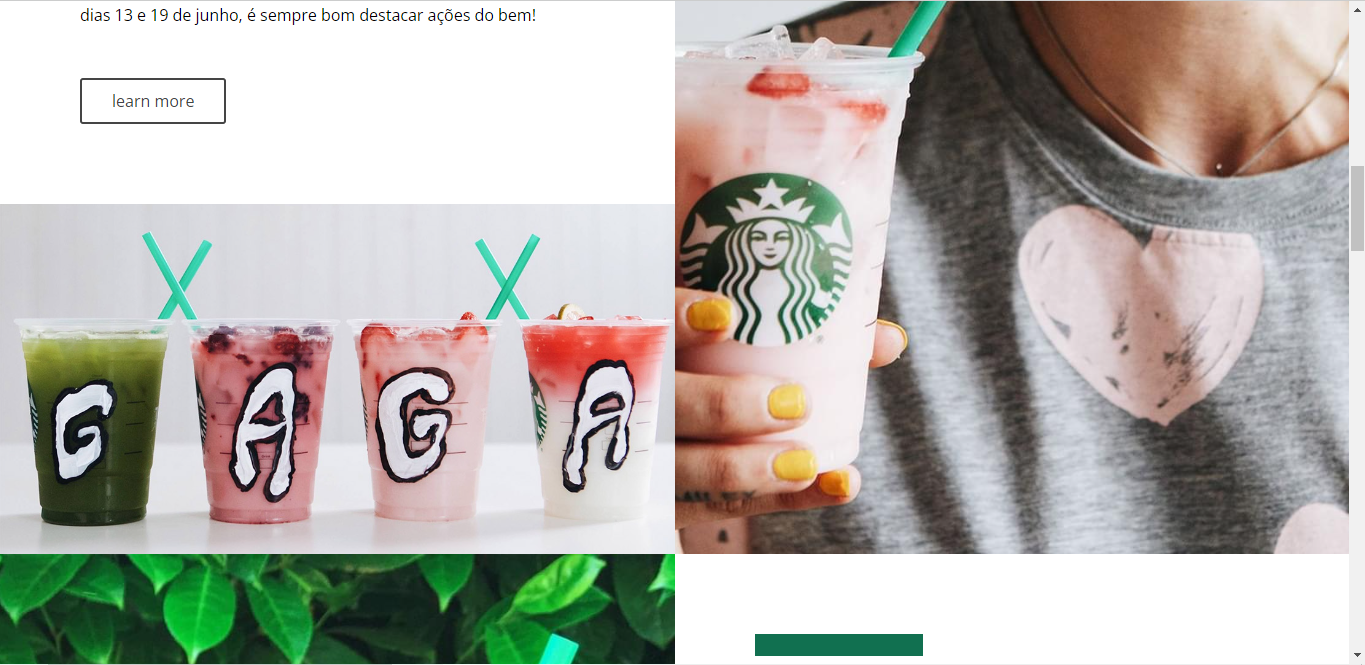 dias 13 e 19 de junho, é sempre bom destacar ações do bem!
learn more
G A G A